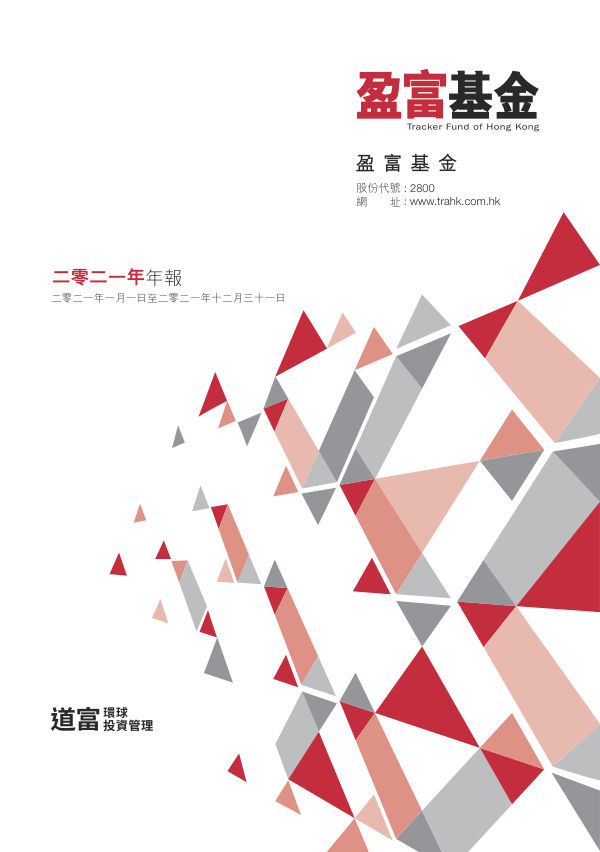 盈富基金
Tracker Fund of Hong Kong
盈富基金
股份代號 : 2800
網 址 : www.trahk.com.hk
二零二一年年報
二零二一年一月一日至二零二一年十二月三十一日
道富環球
投資管理